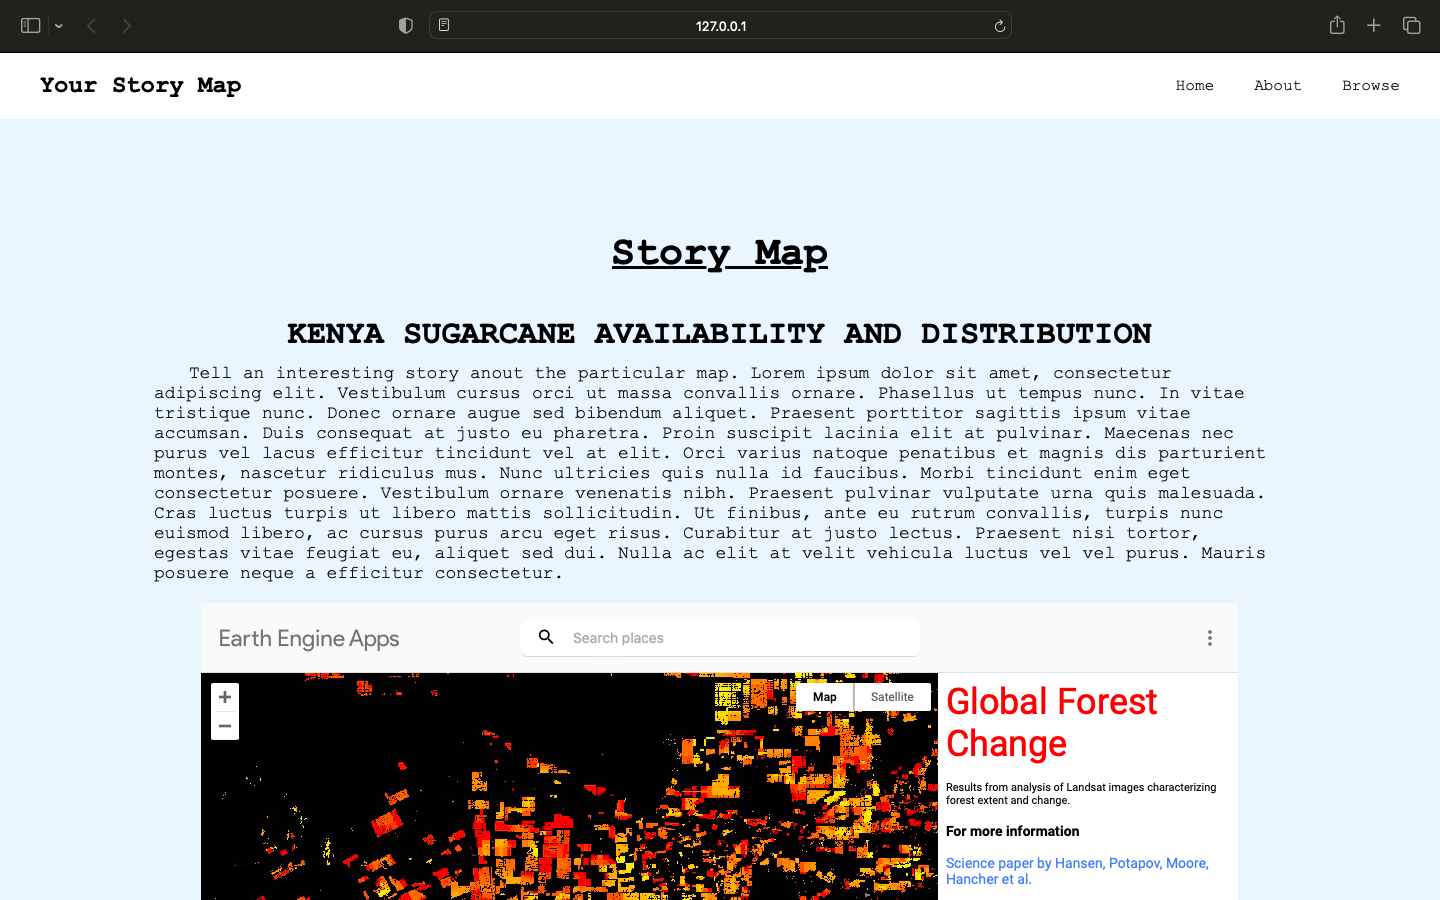 127.0.0.1
Your Story Map
Home
About
Browse
Story Map
KENYA SUGARCANE AVAILABILITY AND DISTRIBUTION
Tell an interesting story anout the particular map. Lorem ipsum dolor sit amet, consectetur
adipiscing elit. Vestibulum cursus orci ut massa convallis ornare. Phasellus ut tempus nunc. In vitae
tristique nunc. Donec ornare augue sed bibendum aliquet. Praesent porttitor sagittis ipsum vitae
accumsan. Duis consequat at justo eu pharetra. Proin suscipit lacinia elit at pulvinar. Maecenas nec
purus vel lacus efficitur tincidunt vel at elit. Orci varius natoque penatibus et magnis dis parturient
montes, nascetur ridiculus mus. Nunc ultricies quis nulla id faucibus. Morbi tincidunt enim eget
consectetur posuere. Vestibulum ornare venenatis nibh. Praesent pulvinar vulputate urna quis malesuada.
Cras luctus turpis ut libero mattis sollicitudin. Ut finibus, ante eu rutrum convallis, turpis nunc
euismod libero, ac cursus purus arcu eget risus. Curabitur at justo lectus. Praesent nisi tortor,
egestas vitae feugiat eu, aliquet sed dui. Nulla ac elit at velit vehicula luctus vel vel purus. Mauris
posuere neque a efficitur consectetur.
Earth Engine Apps
Search places
Map
Satellite
Global Forest
Change
Results from analysis of Landsat images characterizing
forest extent and change.
For more information
Science paper by Hansen, Potapov, Moore,
Hancher et al.